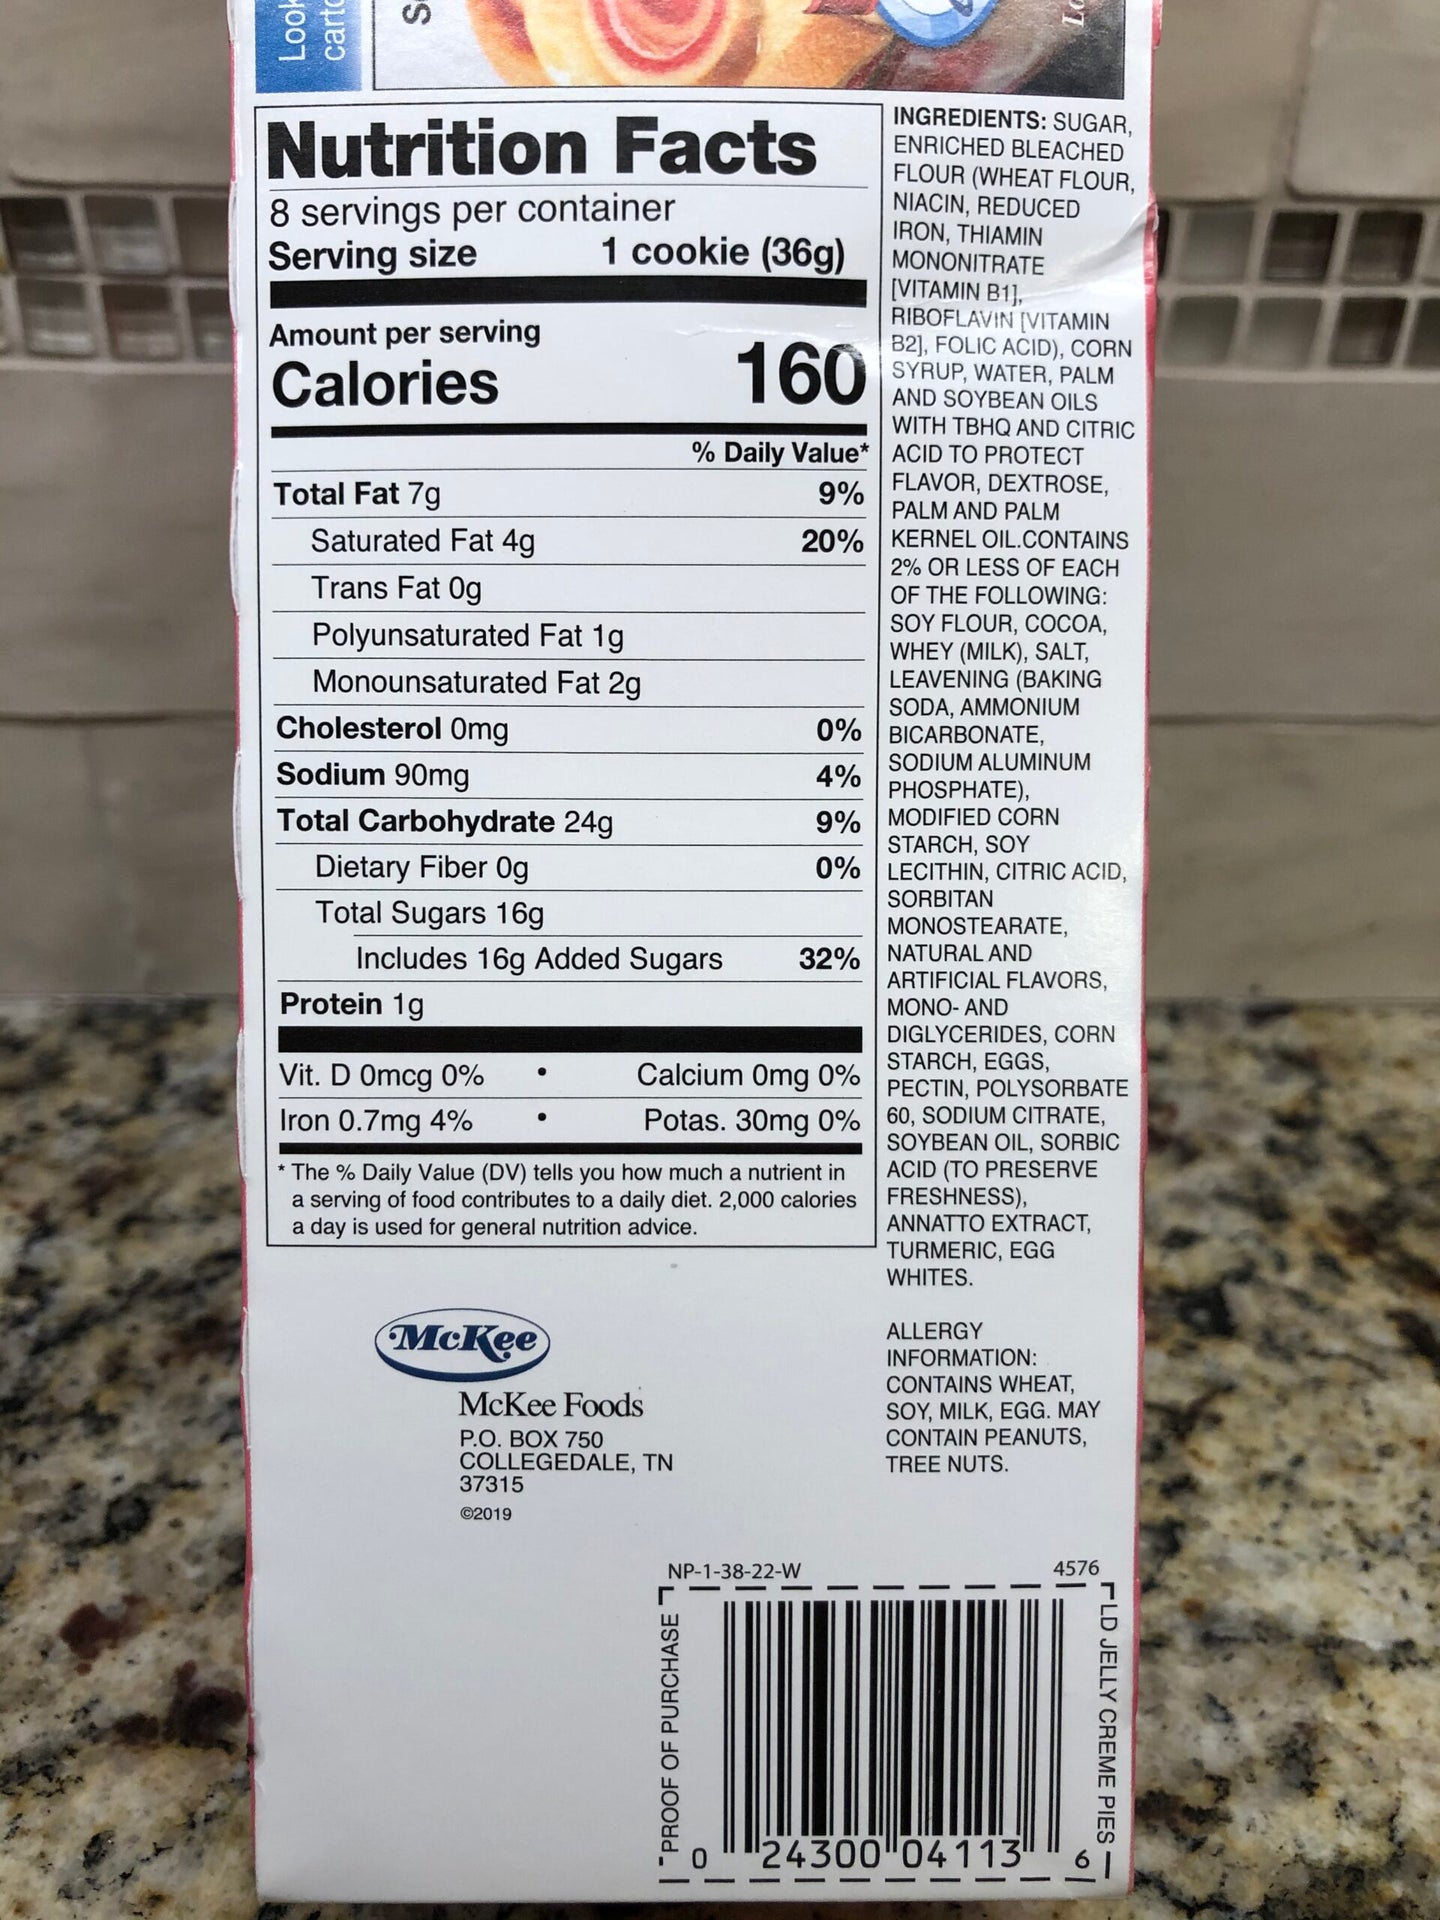 Look
carto
Nutrition Facts
8 servings per container
Serving size 1 cookie (36g)
Amount per serving
Calories 160
% Daily Value*
Total Fat 7g 9%
Saturated Fat 4g 20%
Trans Fat 0g
Polyunsaturated Fat 1g
Monounsaturated Fat 2g
Cholesterol 0mg 0%
Sodium 90mg 4%
Total Carbohydrate 24g 9%
Dietary Fiber 0g 0%
Total Sugars 16g
Includes 16g Added Sugars 32%
Protein 1g
Vit. D 0mcg 0% • Calcium 0mg 0%
Iron 0.7mg 4% • Potas. 30mg 0%
* The % Daily Value (DV) tells you how much a nutrient in
a serving of food contributes to a daily diet. 2,000 calories
a day is used for general nutrition advice.
INGREDIENTS: SUGAR,
ENRICHED BLEACHED
FLOUR (WHEAT FLOUR,
NIACIN, REDUCED
IRON, THIAMIN
MONONITRATE
[VITAMIN B1],
RIBOFLAVIN [VITAMIN
B2], FOLIC ACID), CORN
SYRUP, WATER, PALM
AND SOYBEAN OILS
WITH TBHQ AND CITRIC
ACID TO PROTECT
FLAVOR, DEXTROSE,
PALM AND PALM
KERNEL OIL.CONTAINS
2% OR LESS OF EACH
OF THE FOLLOWING:
SOY FLOUR, COCOA,
WHEY (MILK), SALT,
LEAVENING (BAKING
SODA, AMMONIUM
BICARBONATE,
SODIUM ALUMINUM
PHOSPHATE),
MODIFIED CORN
STARCH, SOY
LECITHIN, CITRIC ACID,
SORBITAN
MONOSTEARATE,
NATURAL AND
ARTIFICIAL FLAVORS,
MONO- AND
DIGLYCERIDES, CORN
STARCH, EGGS,
PECTIN, POLYSORBATE
60, SODIUM CITRATE,
SOYBEAN OIL, SORBIC
ACID (TO PRESERVE
FRESHNESS),
ANNATTO EXTRACT,
TURMERIC, EGG
WHITES.
ALLERGY
INFORMATION:
CONTAINS WHEAT,
SOY, MILK, EGG. MAY
CONTAIN PEANUTS,
TREE NUTS.
McKee
McKee Foods
P.O. BOX 750
COLLEGEDALE, TN
37315
©2019
NP-1-38-22-W 4576
PROOF OF PURCHASE
LD JELLY CREME PIES
0 24300 04113 6